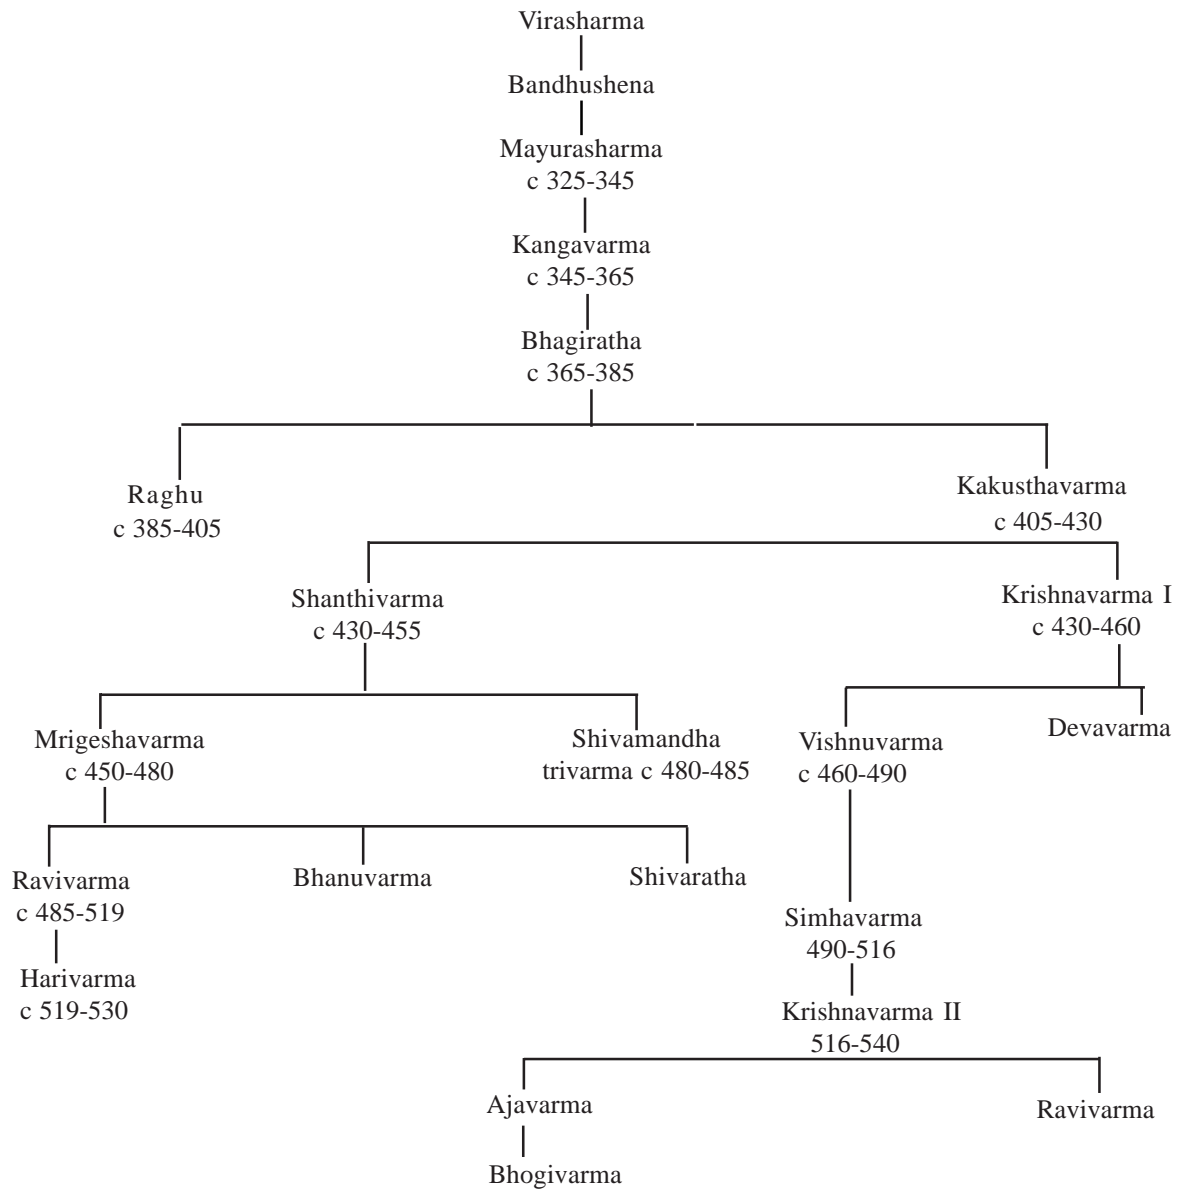 Virasharma
Bandhushena
Mayurasharma
c 325-345
Kangavarma
c 345-365
Bhagiratha
c 365-385
Raghu
c 385-405
Kakusthavarma
c 405-430
Shanthivarma
c 430-455
Krishnavarma I
c 430-460
Mrigeshavarma
c 450-480
Shivamandha
trivarma c 480-485
Vishnuvarma
c 460-490
Devavarma
Ravivarma
c 485-519
Bhanuvarma
Shivaratha
Simhavarma
490-516
Harivarma
c 519-530
Krishnavarma II
516-540
Ajavarma
Ravivarma
Bhogivarma